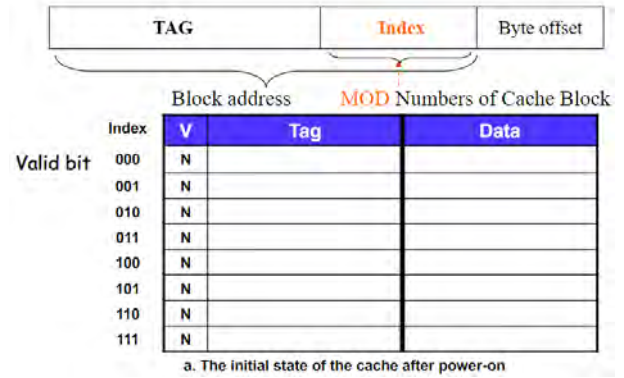 TAG Index Byte offset
Block address MOD Numbers of Cache Block
Index V Tag Data
Valid bit 000 N
001 N
010 N
011 N
100 N
101 N
110 N
111 N
a. The initial state of the cache after power-on